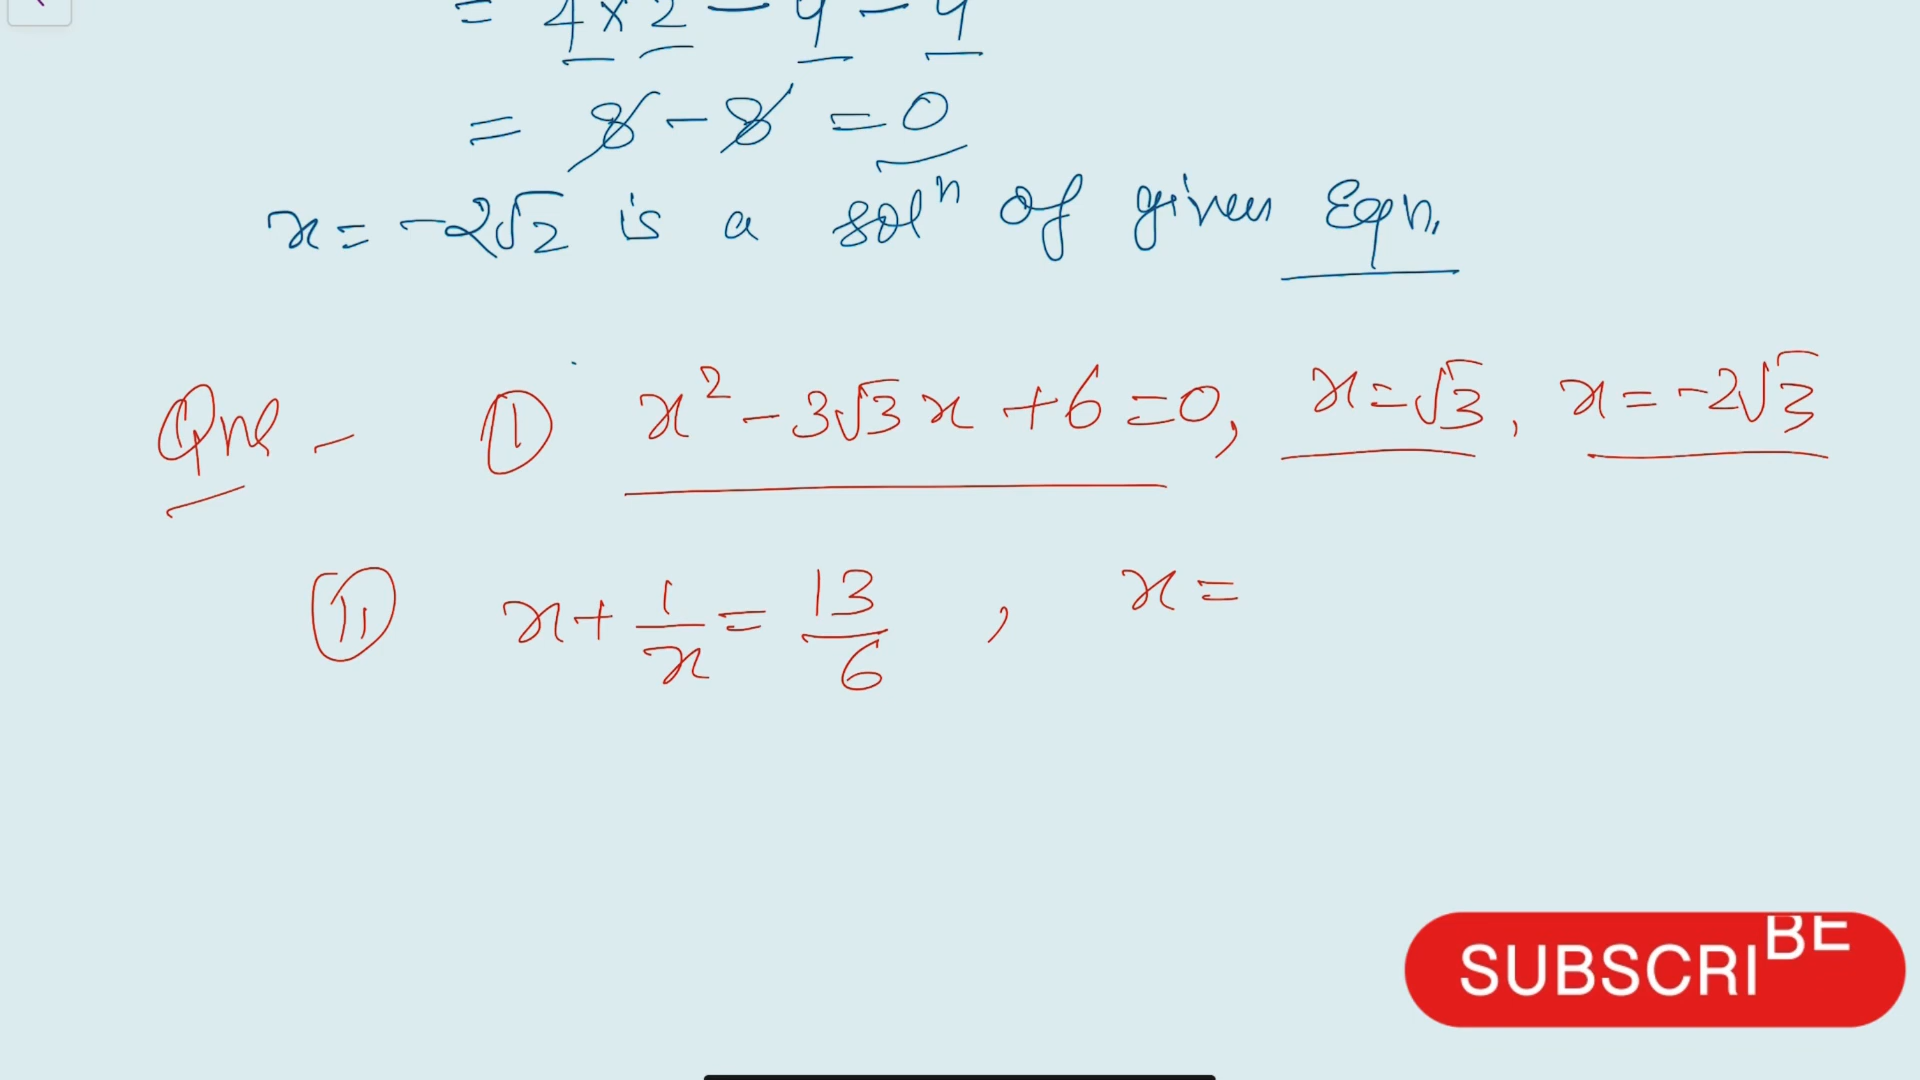 = 4 × 2 - 4 - 4
= 8 - 8 = 0
x = -2√2 is a solⁿ of given Eqn.
Que - ① x² - 3√3 x + 6 = 0, x = √3, x = -2√3
(ii) x + 1/x = 13/6 , x =
SUBSCRIBE